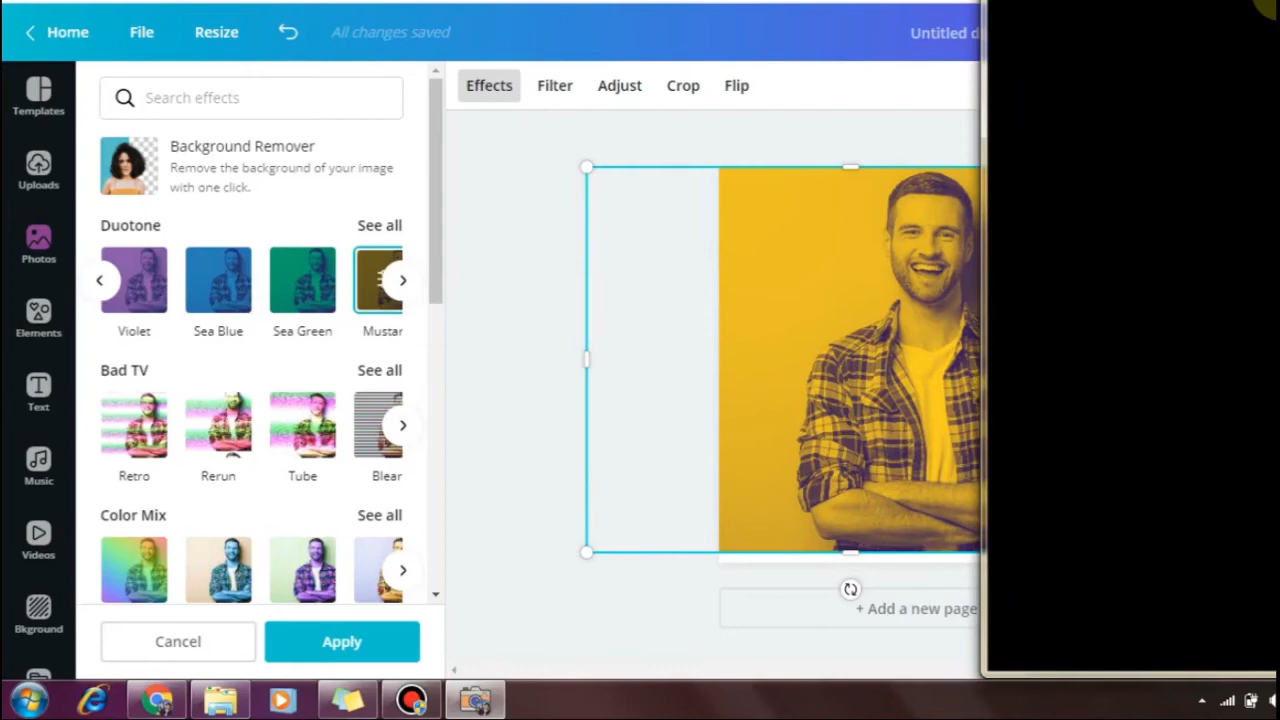 Home File Resize All changes saved Untitled d
Templates
Uploads
Photos
Elements
Text
Music
Videos
Bkground
Search effects
Background Remover
Remove the background of your image
with one click.
Duotone See all
Violet Sea Blue Sea Green Mustar
Bad TV See all
Retro Rerun Tube Blear
Color Mix See all
Cancel Apply
Effects Filter Adjust Crop Flip
+ Add a new page